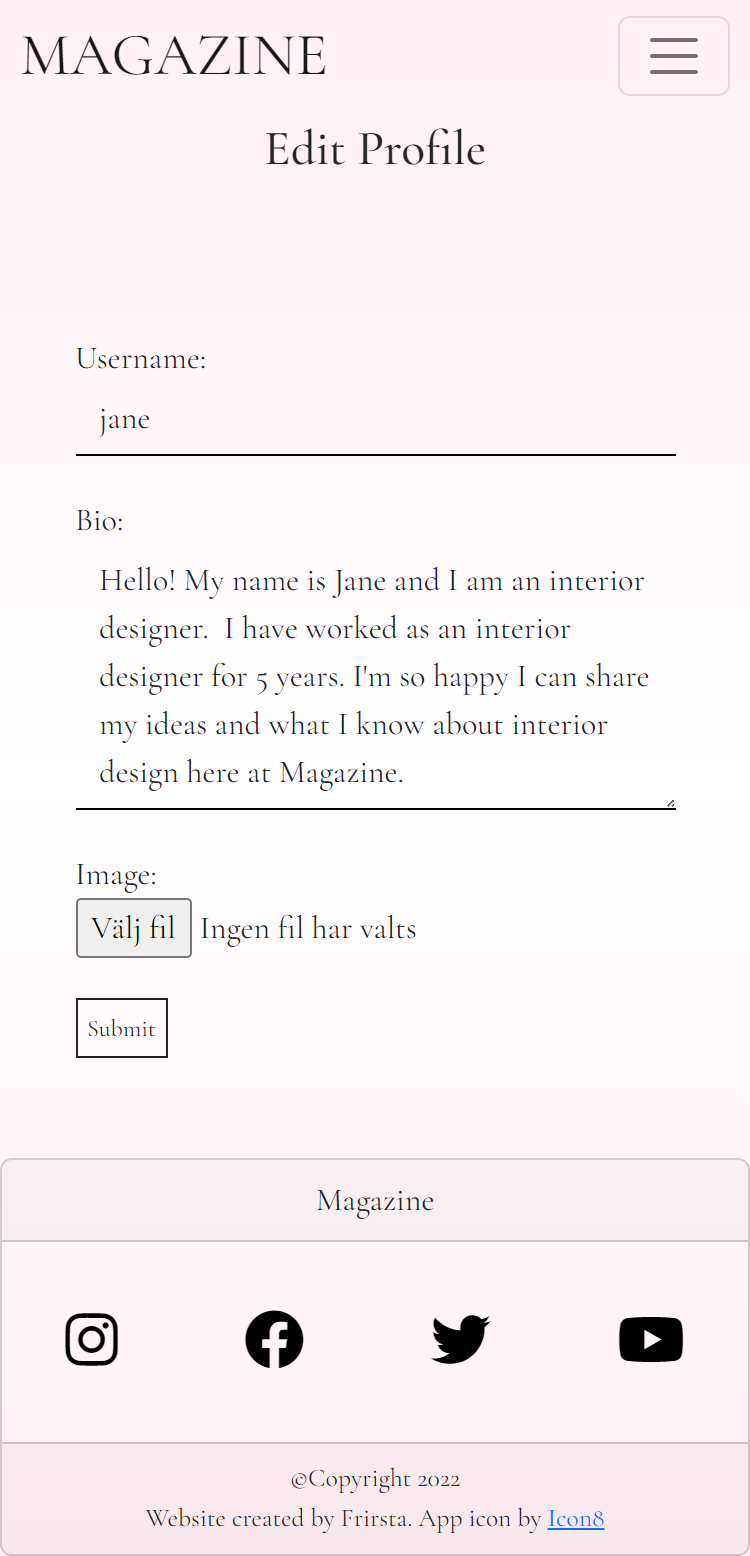 MAGAZINE
Edit Profile
Username:
jane
Bio:
Hello! My name is Jane and I am an interior
designer.  I have worked as an interior
designer for 5 years. I'm so happy I can share
my ideas and what I know about interior
design here at Magazine.
Image:
Välj fil Ingen fil har valts
Submit
Magazine
©Copyright 2022
Website created by Frirsta. App icon by Icon8